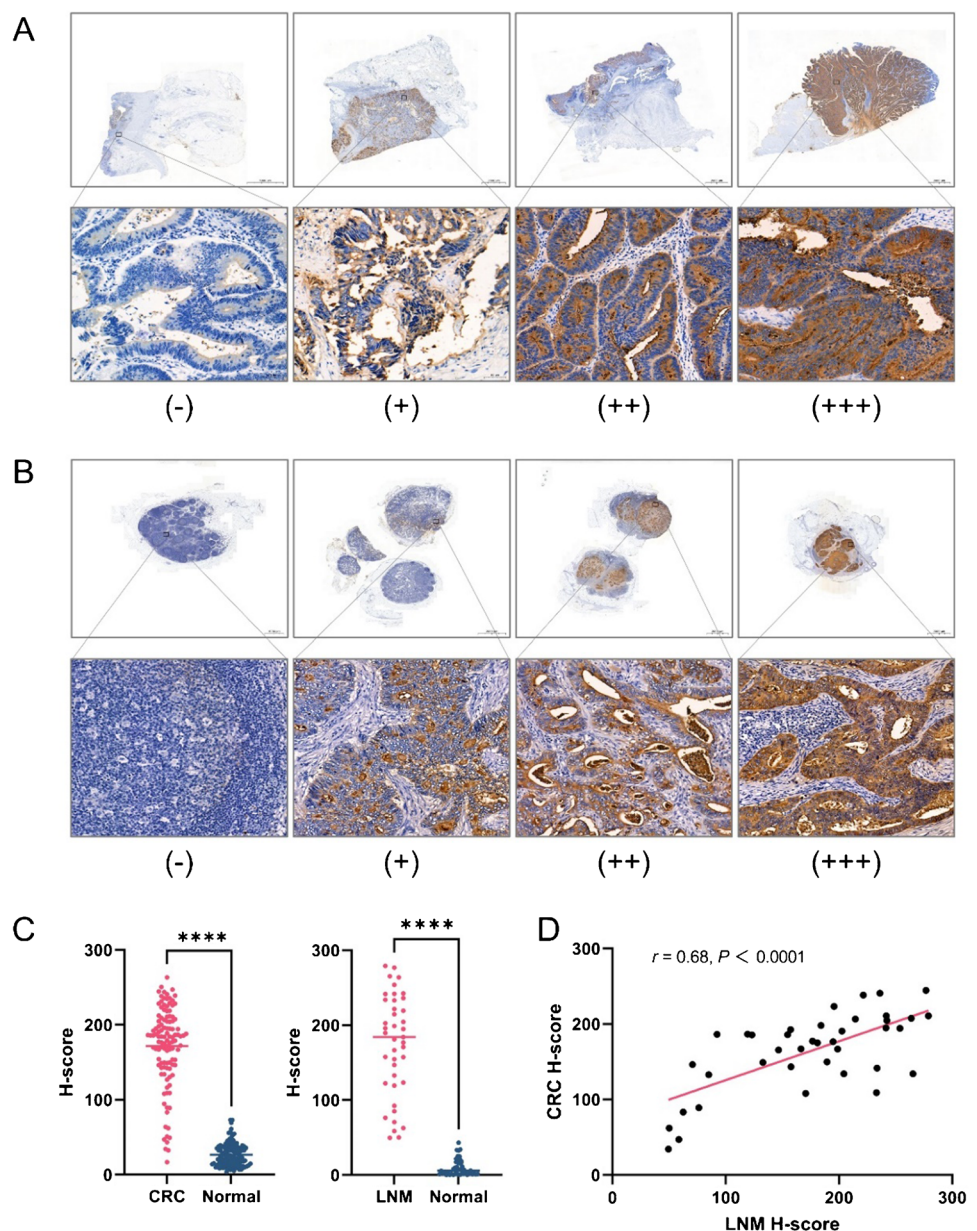 A
(-) (+) (++) (+++)
B
(-) (+) (++) (+++)
C
****
300
200
100
0
H-score
CRC Normal
****
300
200
100
0
H-score
LNM Normal
D
r = 0.68, P < 0.0001
300
200
100
0
CRC H-score
0 100 200 300
LNM H-score